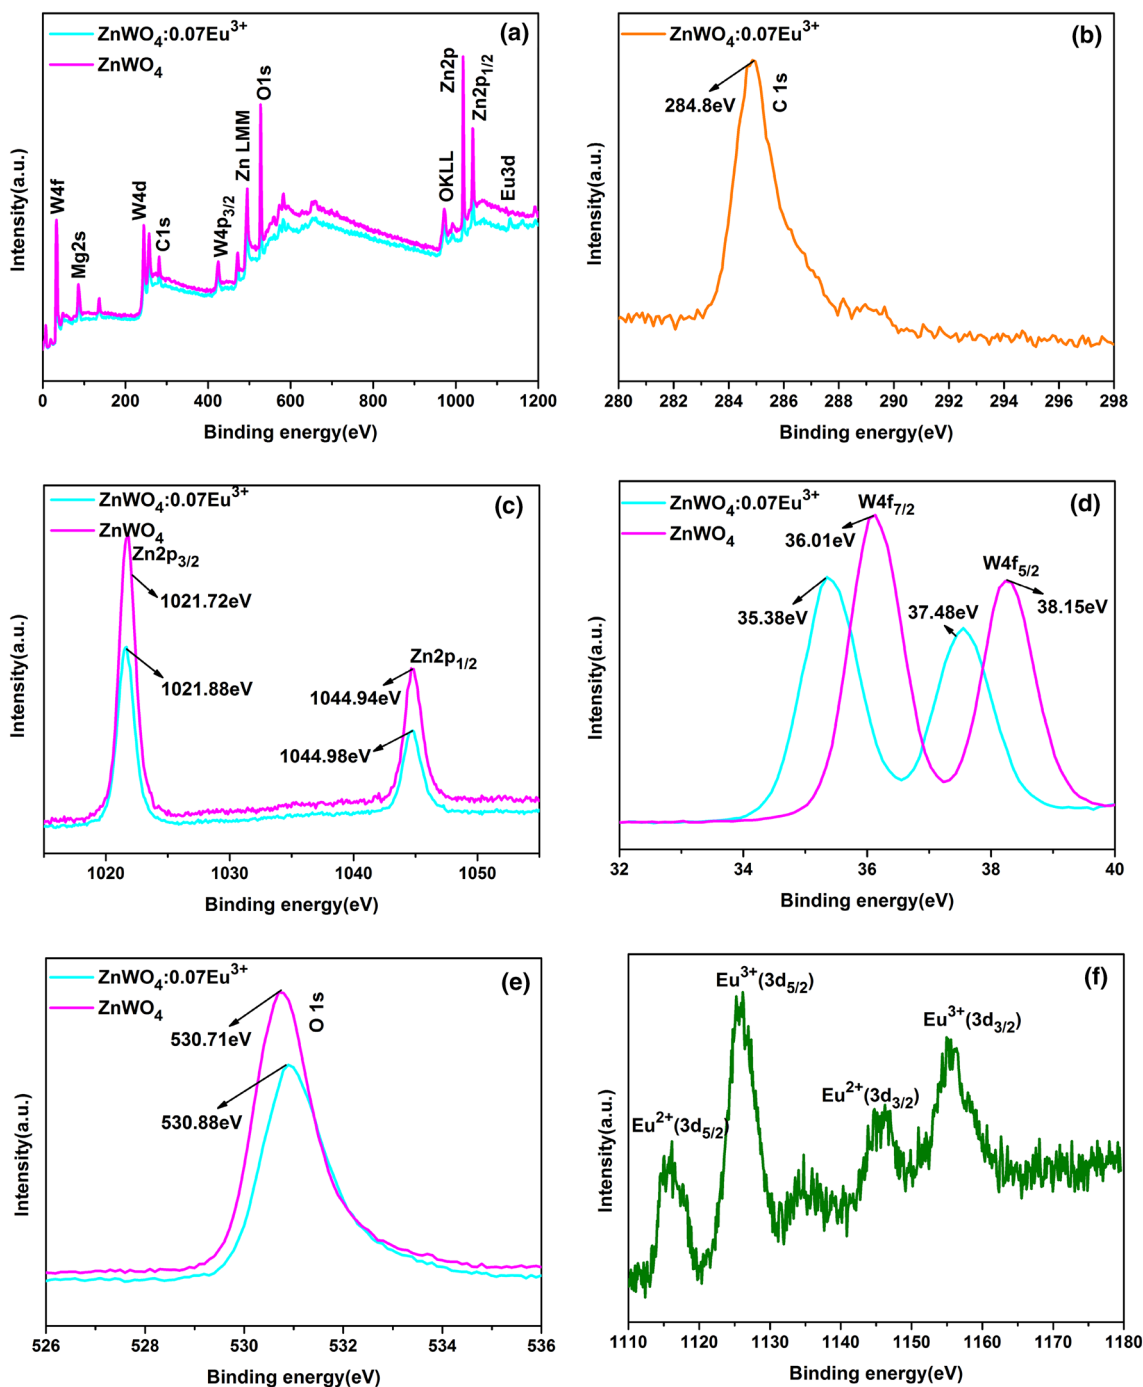 ZnWO₄:0.07Eu³⁺
ZnWO₄
(a)
W4f
Mg2s
W4d
C1s
W4p₃/₂
Zn LMM
O1s
OKLL
Zn2p
Zn2p₁/₂
Eu3d
Intensity(a.u.)
0 200 400 600 800 1000 1200
Binding energy(eV)
ZnWO₄:0.07Eu³⁺
(b)
284.8eV
C 1s
Intensity(a.u.)
280 282 284 286 288 290 292 294 296 298
Binding energy(eV)
ZnWO₄:0.07Eu³⁺
ZnWO₄
(c)
Zn2p₃/₂
1021.72eV
1021.88eV
Zn2p₁/₂
1044.94eV
1044.98eV
Intensity(a.u.)
1020 1030 1040 1050
Binding energy(eV)
ZnWO₄:0.07Eu³⁺
ZnWO₄
(d)
W4f₇/₂
36.01eV
35.38eV
W4f₅/₂
37.48eV
38.15eV
Intensity(a.u.)
32 34 36 38 40
Binding energy(eV)
ZnWO₄:0.07Eu³⁺
ZnWO₄
(e)
O 1s
530.71eV
530.88eV
Intensity(a.u.)
526 528 530 532 534 536
Binding energy(eV)
(f)
Eu³⁺(3d₅/₂)
Eu³⁺(3d₃/₂)
Eu²⁺(3d₃/₂)
Eu²⁺(3d₅/₂)
Intensity(a.u.)
1110 1120 1130 1140 1150 1160 1170 1180
Binding energy(eV)